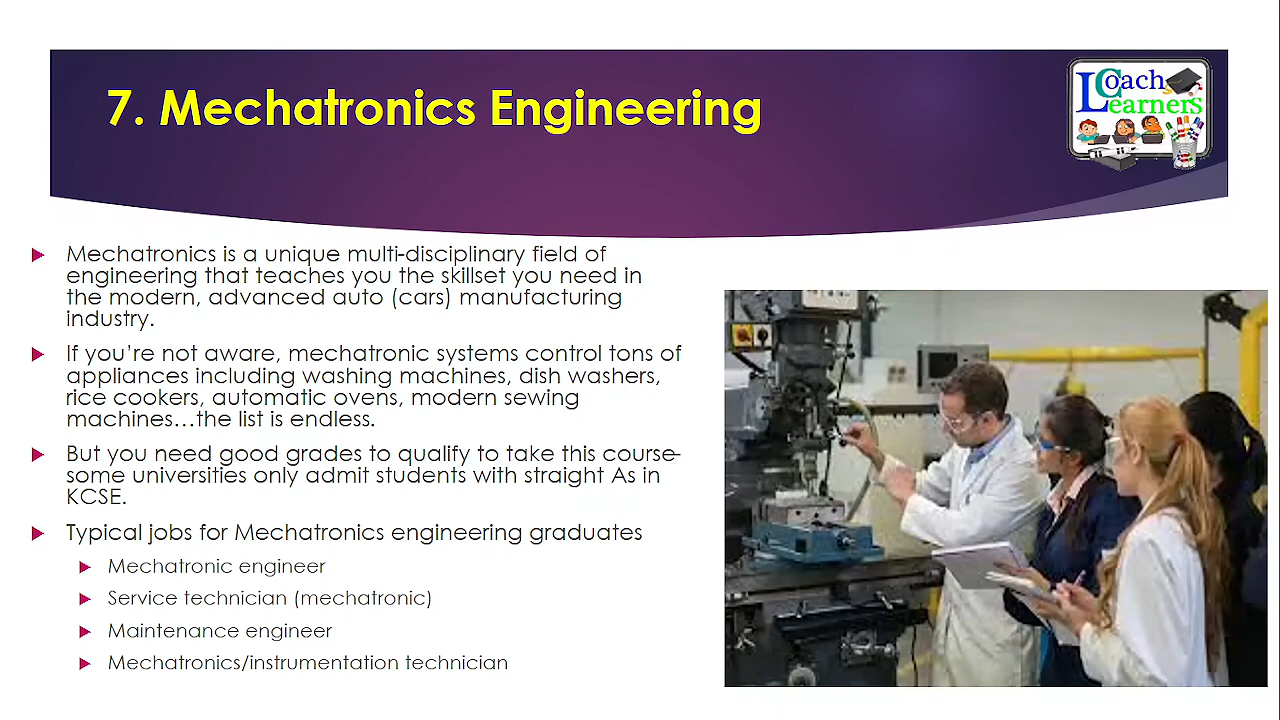 7. Mechatronics Engineering
Coach
Learners
Mechatronics is a unique multi-disciplinary field of
engineering that teaches you the skillset you need in
the modern, advanced auto (cars) manufacturing
industry.
If you're not aware, mechatronic systems control tons of
appliances including washing machines, dish washers,
rice cookers, automatic ovens, modern sewing
machines…the list is endless.
But you need good grades to qualify to take this course–
some universities only admit students with straight As in
KCSE.
Typical jobs for Mechatronics engineering graduates
Mechatronic engineer
Service technician (mechatronic)
Maintenance engineer
Mechatronics/instrumentation technician